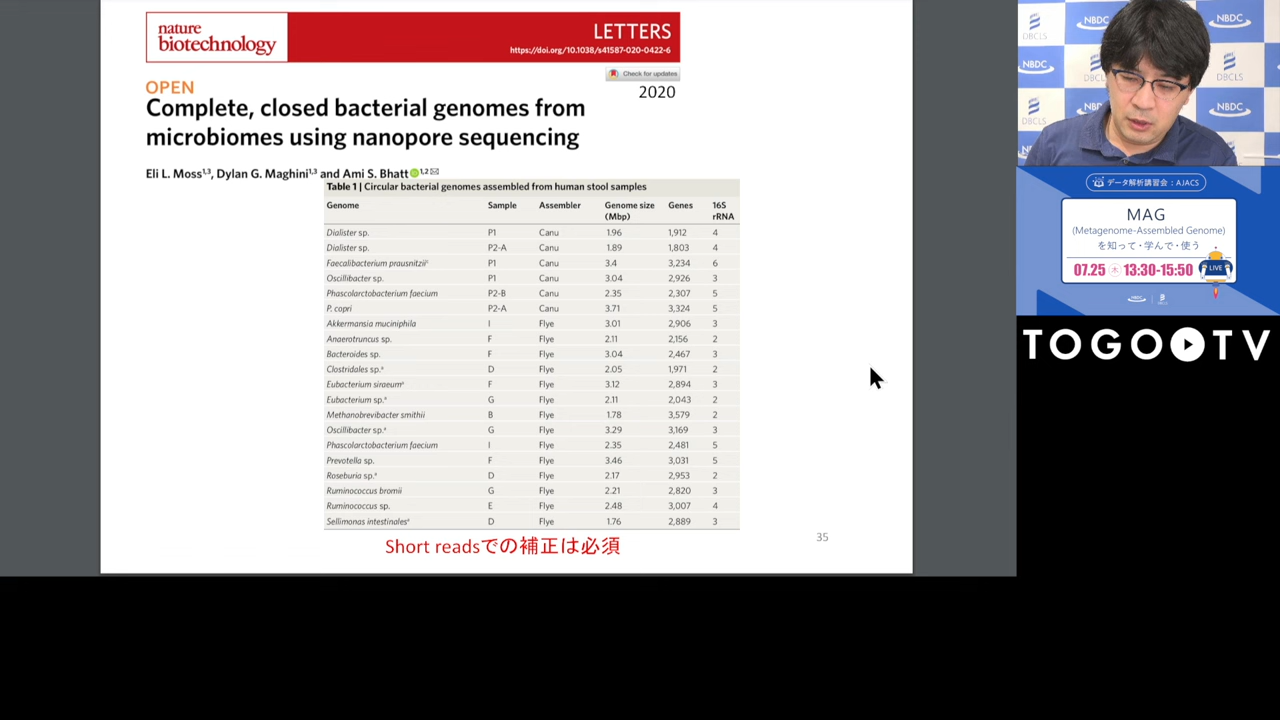 nature
biotechnology
LETTERS
https://doi.org/10.1038/s41587-020-0422-6
Check for updates
2020
OPEN
Complete, closed bacterial genomes from
microbiomes using nanopore sequencing
Eli L. Moss1,3, Dylan G. Maghini1,3 and Ami S. Bhatt 1,2
Table 1 | Circular bacterial genomes assembled from human stool samples
Genome Sample Assembler Genome size (Mbp) Genes 16S rRNA
Dialister sp. P1 Canu 1.96 1,912 4
Dialister sp. P2-A Canu 1.89 1,803 4
Faecalibacterium prausnitzii P1 Canu 3.4 3,234 6
Oscillibacter sp. P1 Canu 3.04 2,926 3
Phascolarctobacterium faecium P2-B Canu 2.35 2,307 5
P. copri P2-A Canu 3.71 3,324 5
Akkermansia muciniphila I Flye 3.01 2,906 3
Anaerotruncus sp. F Flye 2.11 2,156 2
Bacteroides sp. F Flye 3.04 2,467 3
Clostridales sp.a D Flye 2.05 1,971 2
Eubacterium siraeuma F Flye 3.12 2,894 3
Eubacterium sp.a G Flye 2.11 2,043 2
Methanobrevibacter smithii B Flye 1.78 3,579 2
Oscillibacter sp.a G Flye 3.29 3,169 3
Phascolarctobacterium faecium I Flye 2.35 2,481 5
Prevotella sp. F Flye 3.46 3,031 5
Roseburia sp.a D Flye 2.17 2,953 2
Ruminococcus bromii G Flye 2.21 2,820 3
Ruminococcus sp. E Flye 2.48 3,007 4
Sellimonas intestinalesa D Flye 1.76 2,889 3
Short readsでの補正は必須
35
NBDC
NBDC
DBCLS
NBDC
DBCLS
NBDC
DBCLS
NBDC
データ解析講習会:AJACS
MAG
(Metagenome-Assembled Genome)
を知って・学んで・使う
07.25 木 13:30-15:50
LIVE
TOGO TV